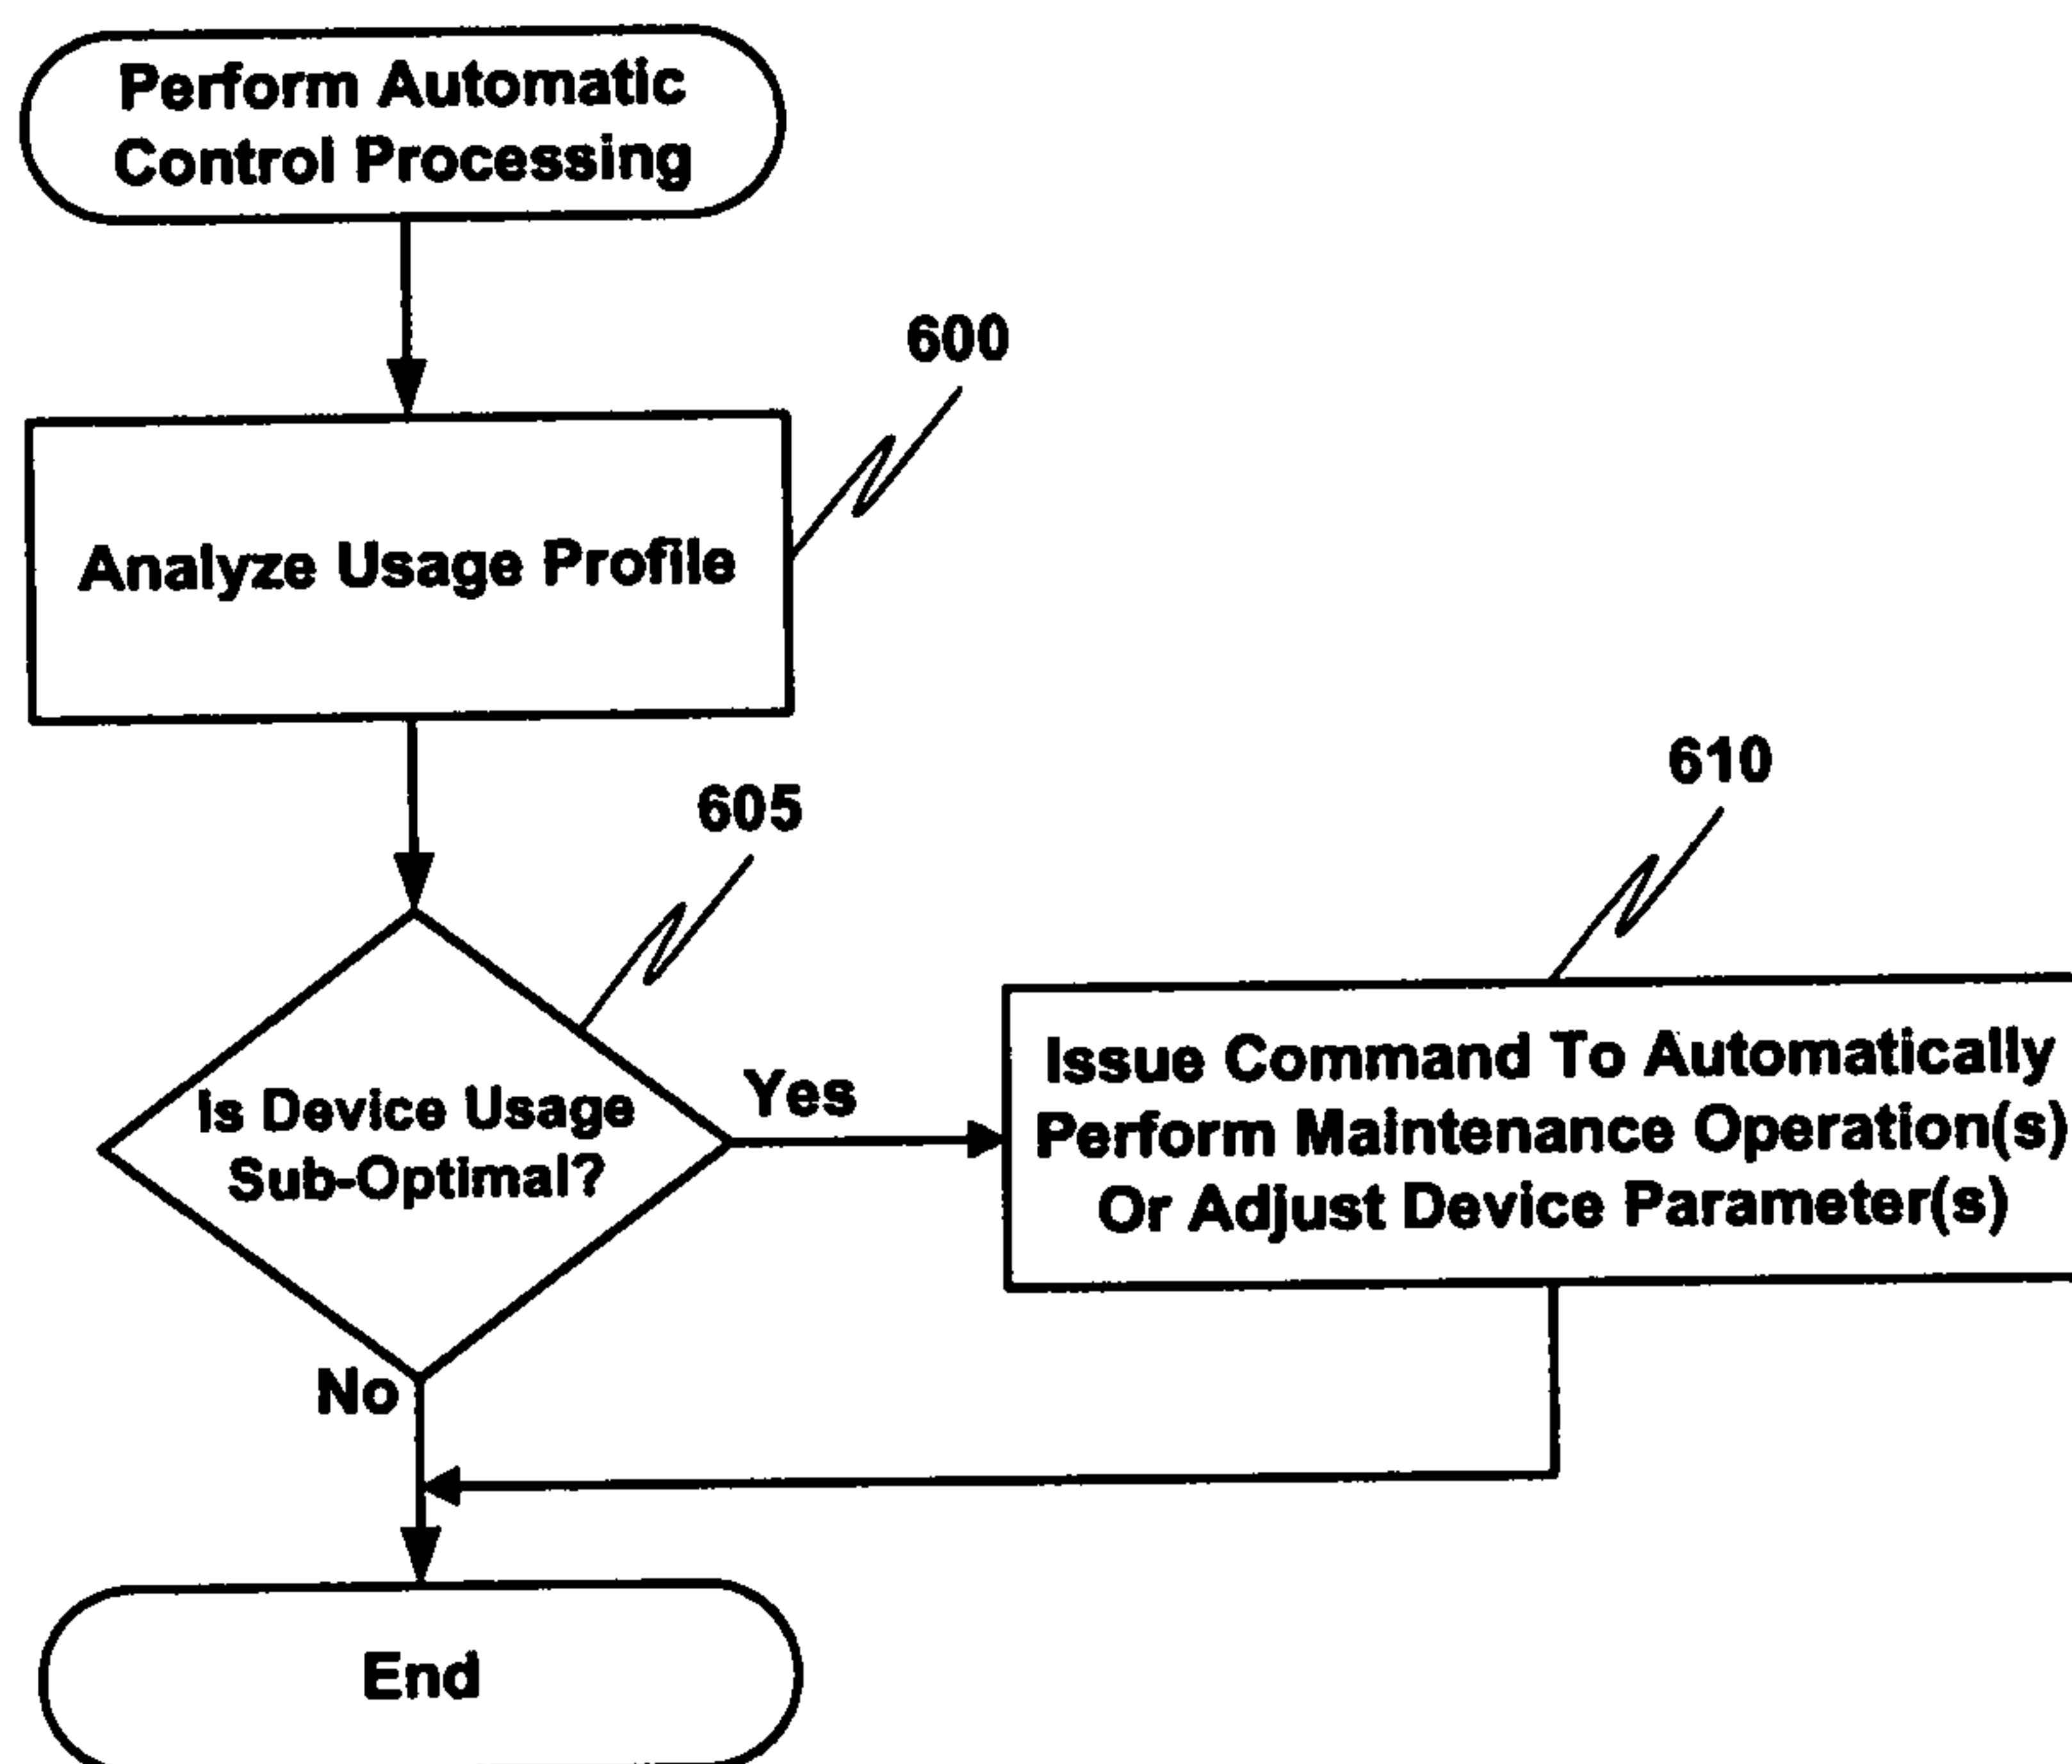 Perform Automatic
Control Processing
600
Analyze Usage Profile
605
610
Is Device Usage
Sub-Optimal?
Yes
Issue Command To Automatically
Perform Maintenance Operation(s)
Or Adjust Device Parameter(s)
No
End